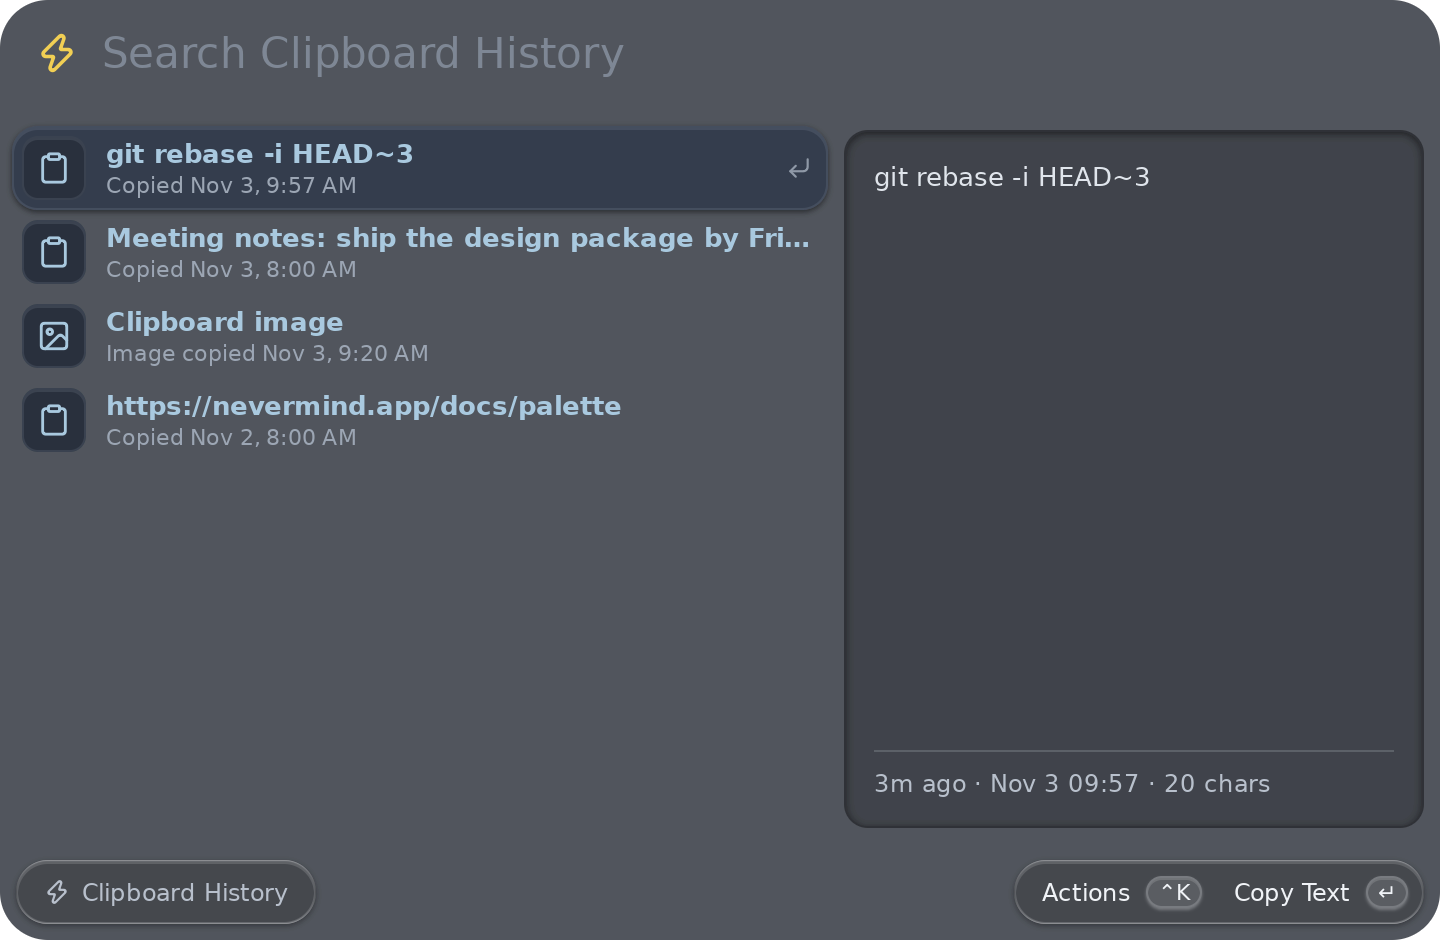 Search Clipboard History
git rebase -i HEAD~3
Copied Nov 3, 9:57 AM
Meeting notes: ship the design package by Fri…
Copied Nov 3, 8:00 AM
Clipboard image
Image copied Nov 3, 9:20 AM
https://nevermind.app/docs/palette
Copied Nov 2, 8:00 AM
git rebase -i HEAD~3
3m ago · Nov 3 09:57 · 20 chars
Clipboard History
Actions ⌃K Copy Text ↵